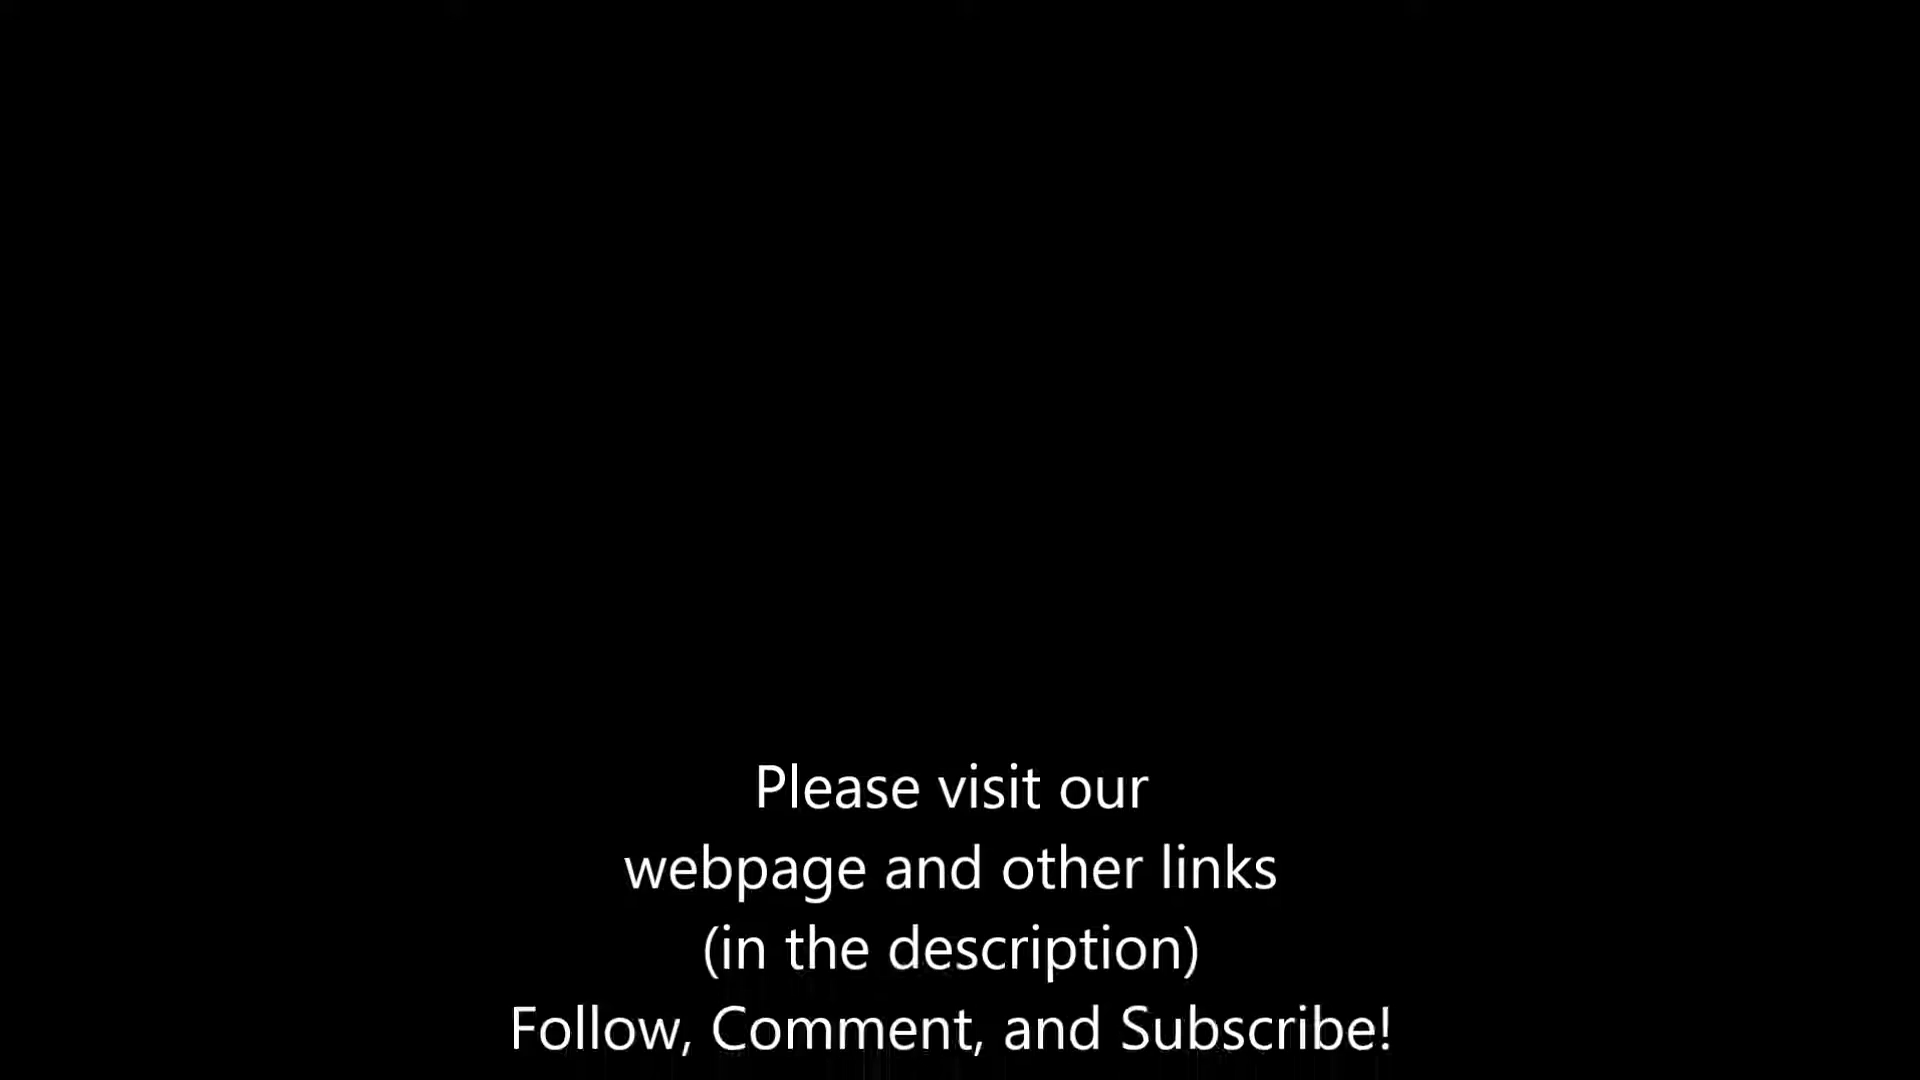 Please visit our
webpage and other links
(in the description)
Follow, Comment, and Subscribe!